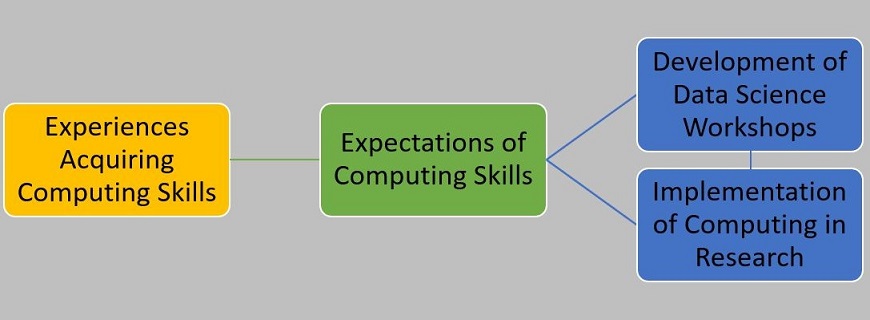 Experiences
Acquiring
Computing Skills
Expectations of
Computing Skills
Development of
Data Science
Workshops
Implementation
of Computing in
Research